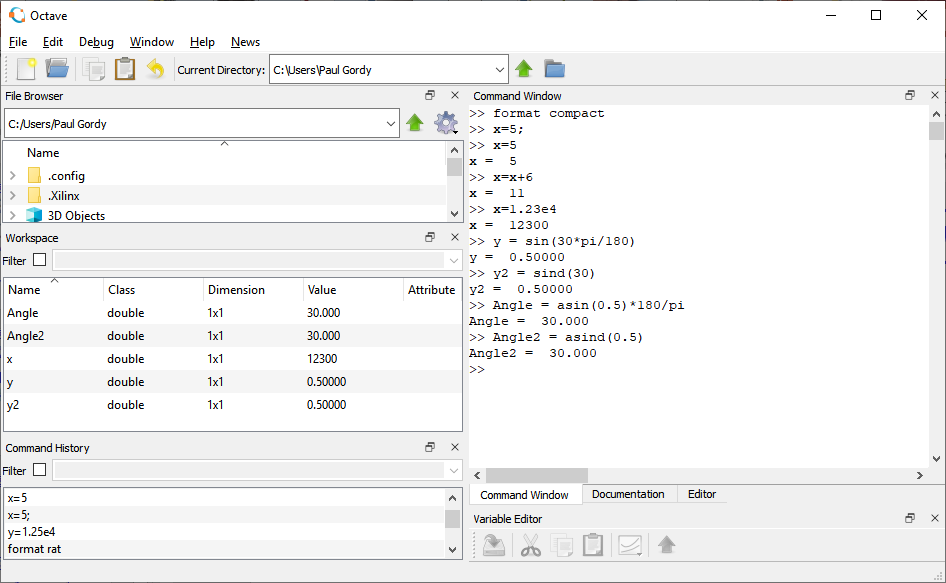 Octave
File Edit Debug Window Help News
Current Directory: C:\Users\Paul Gordy
File Browser
C:/Users/Paul Gordy
Name
.config
.Xilinx
3D Objects
Workspace
Filter
Name Class Dimension Value Attribute
Angle double 1x1 30.000
Angle2 double 1x1 30.000
x double 1x1 12300
y double 1x1 0.50000
y2 double 1x1 0.50000
Command History
Filter
x=5
x=5;
y=1.25e4
format rat
Command Window
>> format compact
>> x=5;
>> x=5
x =  5
>> x=x+6
x =  11
>> x=1.23e4
x =  12300
>> y = sin(30*pi/180)
y =  0.50000
>> y2 = sind(30)
y2 =  0.50000
>> Angle = asin(0.5)*180/pi
Angle =  30.000
>> Angle2 = asind(0.5)
Angle2 =  30.000
>>
Command Window Documentation Editor
Variable Editor